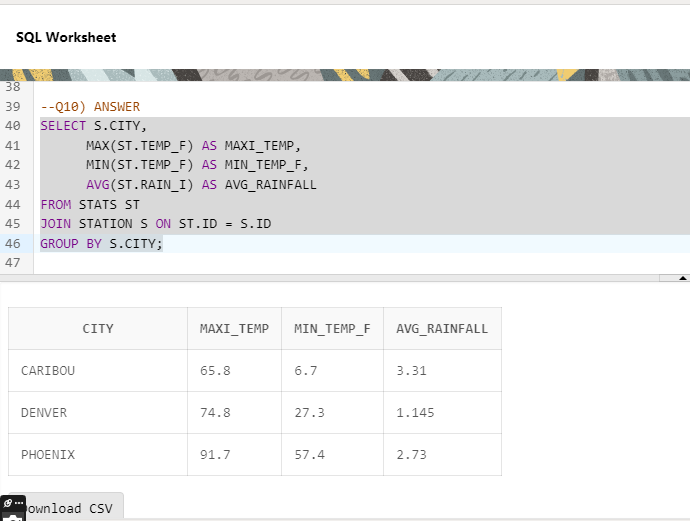 SQL Worksheet
38
39 --Q10) ANSWER
40 SELECT S.CITY,
41 MAX(ST.TEMP_F) AS MAXI_TEMP,
42 MIN(ST.TEMP_F) AS MIN_TEMP_F,
43 AVG(ST.RAIN_I) AS AVG_RAINFALL
44 FROM STATS ST
45 JOIN STATION S ON ST.ID = S.ID
46 GROUP BY S.CITY;
47
CITY MAXI_TEMP MIN_TEMP_F AVG_RAINFALL
CARIBOU 65.8 6.7 3.31
DENVER 74.8 27.3 1.145
PHOENIX 91.7 57.4 2.73
ownload CSV